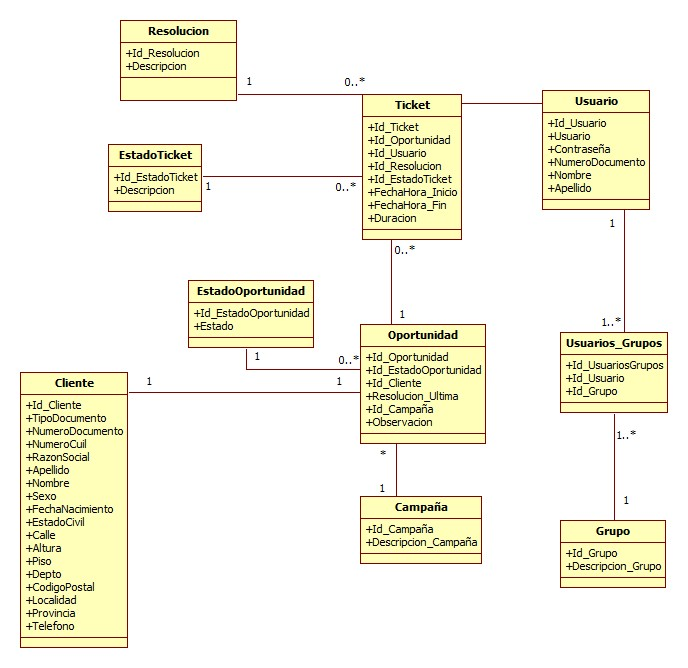 Resolucion
+Id_Resolucion
+Descripcion
1
0..*
Ticket
+Id_Ticket
+Id_Oportunidad
+Id_Usuario
+Id_Resolucion
+Id_EstadoTicket
+FechaHora_Inicio
+FechaHora_Fin
+Duracion
Usuario
+Id_Usuario
+Usuario
+Contraseña
+NumeroDocumento
+Nombre
+Apellido
EstadoTicket
+Id_EstadoTicket
+Descripcion
1
0..*
0..*
1
1
1..*
EstadoOportunidad
+Id_EstadoOportunidad
+Estado
1
0..*
Oportunidad
+Id_Oportunidad
+Id_EstadoOportunidad
+Id_Cliente
+Resolucion_Ultima
+Id_Campaña
+Observacion
Usuarios_Grupos
+Id_UsuariosGrupos
+Id_Usuario
+Id_Grupo
Cliente
+Id_Cliente
+TipoDocumento
+NumeroDocumento
+NumeroCuil
+RazonSocial
+Apellido
+Nombre
+Sexo
+FechaNacimiento
+EstadoCivil
+Calle
+Altura
+Piso
+Depto
+CodigoPostal
+Localidad
+Provincia
+Telefono
1
1
*
1
1..*
1
Campaña
+Id_Campaña
+Descripcion_Campaña
Grupo
+Id_Grupo
+Descripcion_Grupo